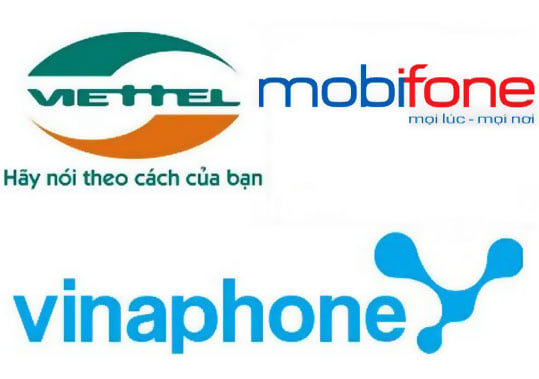 VIETTEL
Hãy nói theo cách của bạn
mobifone
mọi lúc - mọi nơi
vinaphone